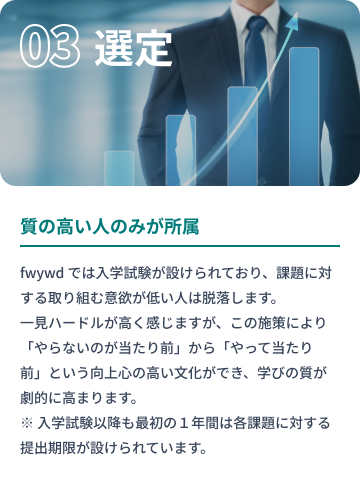 03 選定
質の高い人のみが所属
fwywd では入学試験が設けられており、課題に対
する取り組む意欲が低い人は脱落します。
一見ハードルが高く感じますが、この施策により
「やらないのが当たり前」から「やって当たり
前」という向上心の高い文化ができ、学びの質が
劇的に高まります。
※ 入学試験以降も最初の１年間は各課題に対する
提出期限が設けられています。